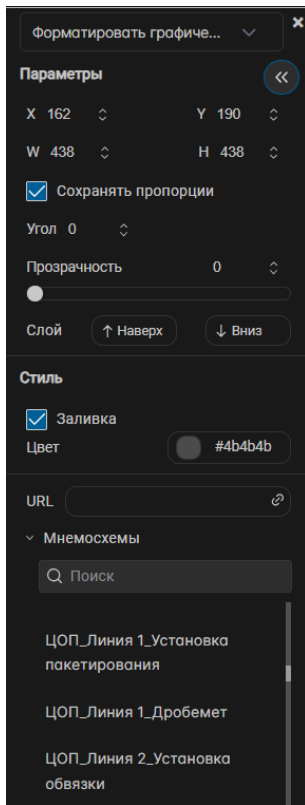 Форматировать графиче...
Параметры
X 162 Y 190
W 438 H 438
Сохранять пропорции
Угол 0
Прозрачность 0
Слой ↑ Наверх ↓ Вниз
Стиль
Заливка
Цвет #4b4b4b
URL
Мнемосхемы
Поиск
ЦОП_Линия 1_Установка
пакетирования
ЦОП_Линия 1_Дробемет
ЦОП_Линия 2_Установка
обвязки